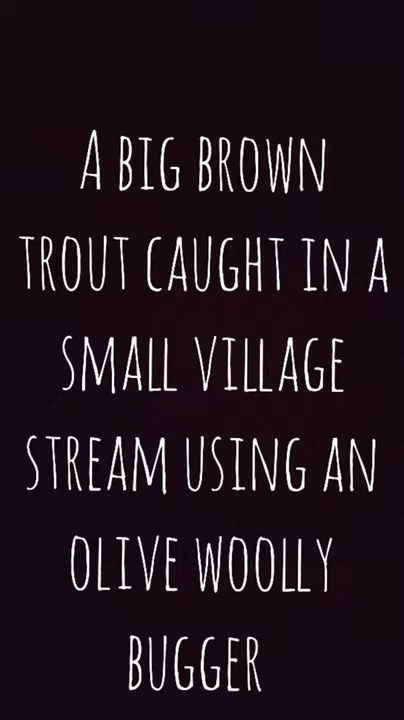 A BIG BROWN
TROUT CAUGHT IN A
SMALL VILLAGE
STREAM USING AN
OLIVE WOOLLY
BUGGER